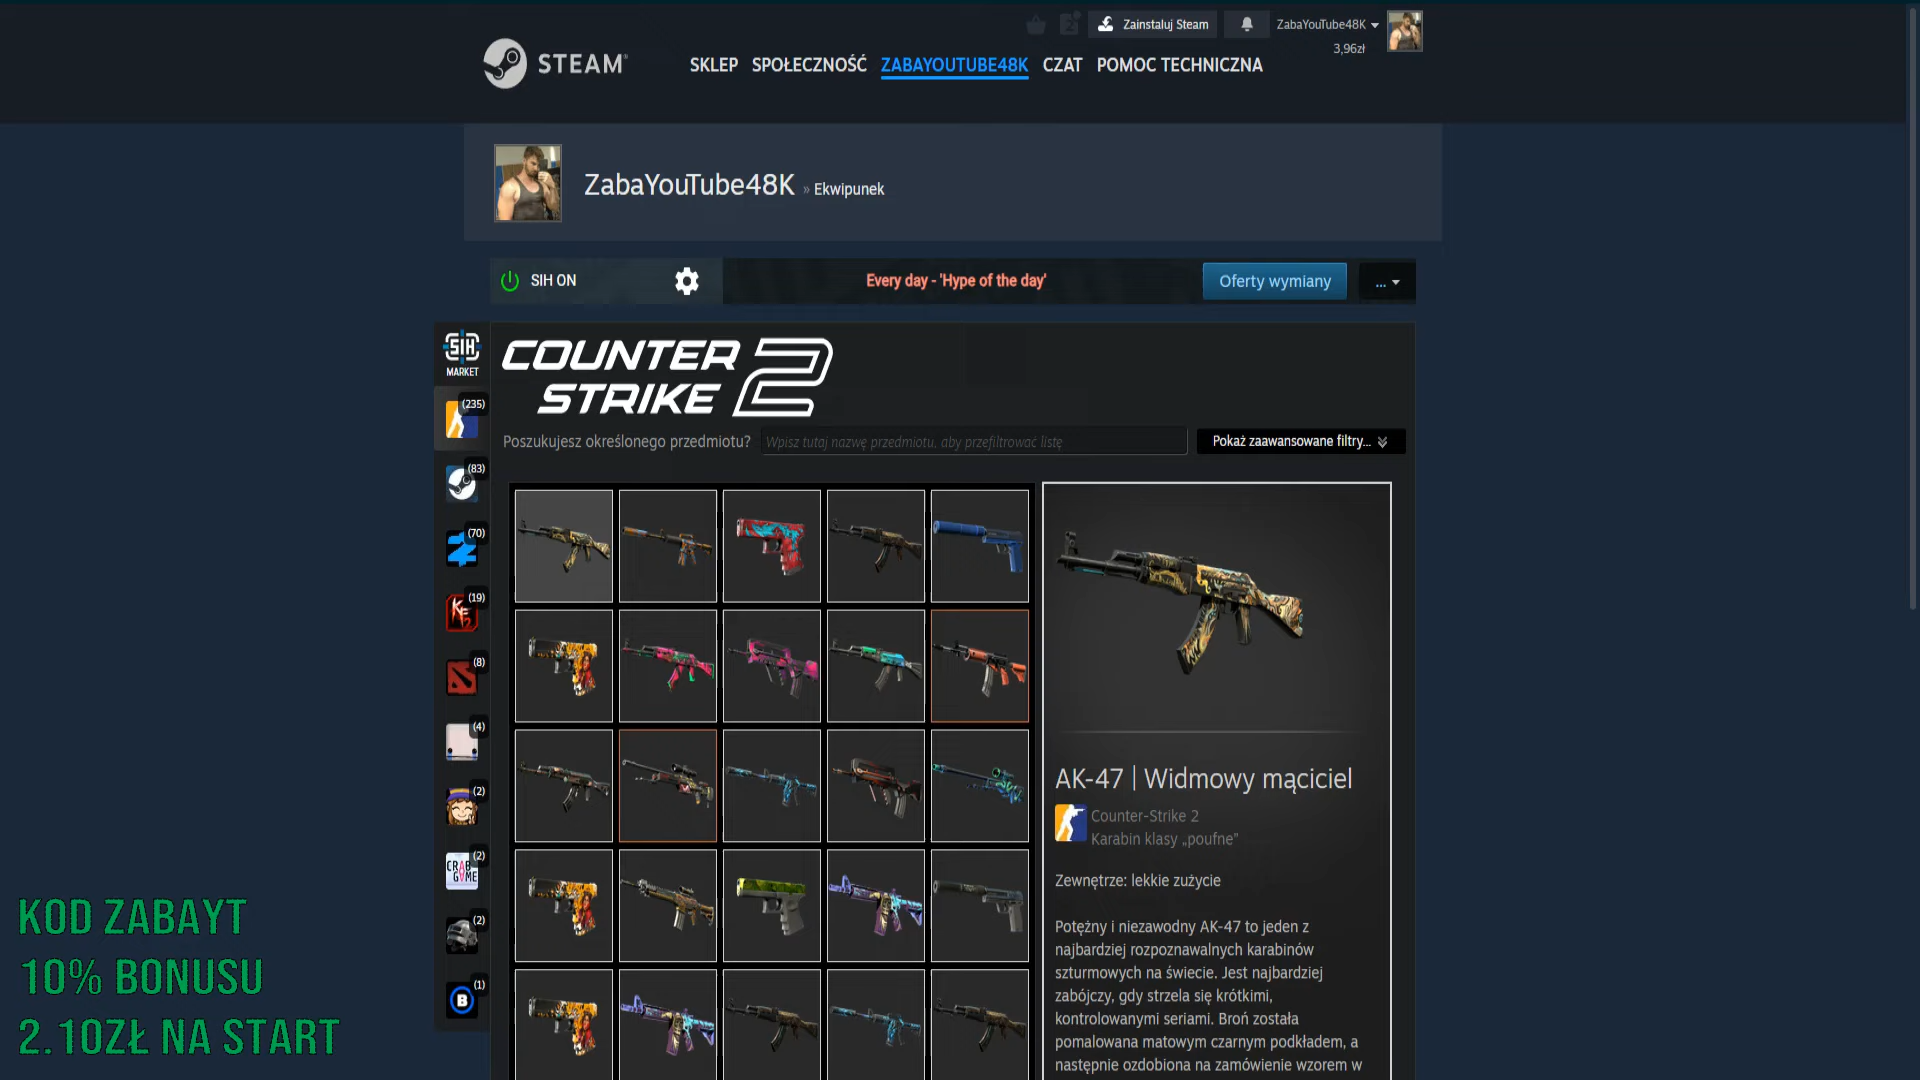 Zainstaluj Steam
ZabaYouTube48K
3,96zł
STEAM
SKLEP SPOŁECZNOŚĆ ZABAYOUTUBE48K CZAT POMOC TECHNICZNA
ZabaYouTube48K » Ekwipunek
SIH ON
Every day - 'Hype of the day'
Oferty wymiany
...
SIH
MARKET
COUNTER
STRIKE 2
(235)
Poszukujesz określonego przedmiotu?
Wpisz tutaj nazwę przedmiotu, aby przefiltrować listę
Pokaż zaawansowane filtry...
(83)
(70)
(19)
KF2
(8)
(4)
(2)
(2)
CRAB
GAME
(2)
(1)
B
AK-47 | Widmowy mąciciel
Counter-Strike 2
Karabin klasy „poufne”
Zewnętrze: lekkie zużycie
Potężny i niezawodny AK-47 to jeden z
najbardziej rozpoznawalnych karabinów
szturmowych na świecie. Jest najbardziej
zabójczy, gdy strzela się krótkimi,
kontrolowanymi seriami. Broń została
pomalowana matowym czarnym podkładem, a
następnie ozdobiona na zamówienie wzorem w
KOD ZABAYT
10% BONUSU
2.10ZŁ NA START